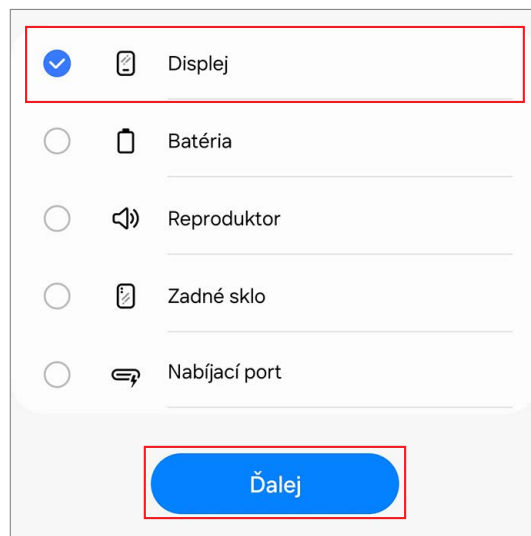 Displej
Batéria
Reproduktor
Zadné sklo
Nabíjací port
Ďalej